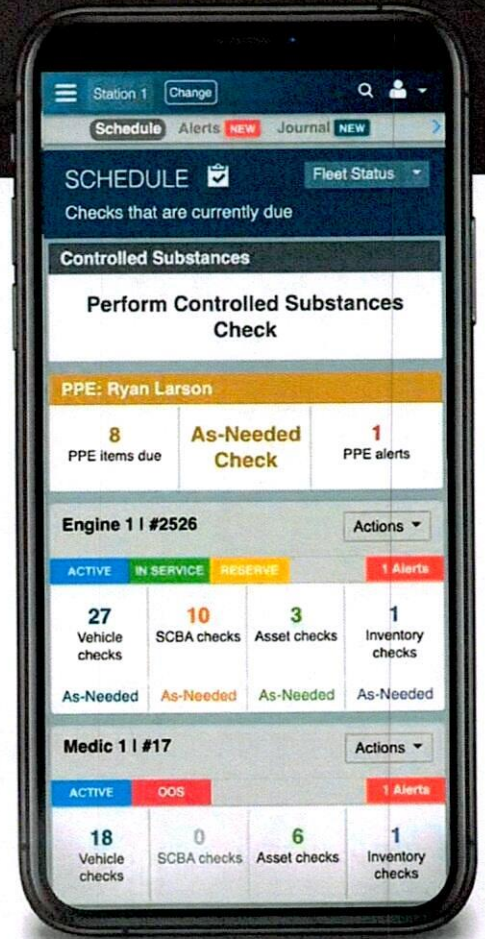 Station 1 Change
Schedule Alerts NEW Journal NEW
SCHEDULE Fleet Status
Checks that are currently due
Controlled Substances
Perform Controlled Substances
Check
PPE: Ryan Larson
8 As-Needed 1
PPE items due Check PPE alerts
Engine 1 | #2526 Actions
ACTIVE IN SERVICE RESERVE 1 Alerts
27 10 3 1
Vehicle SCBA checks Asset checks Inventory
checks checks
As-Needed As-Needed As-Needed As-Needed
Medic 1 | #17 Actions
ACTIVE OOS 1 Alerts
18 0 6 1
Vehicle SCBA checks Asset checks Inventory
checks checks